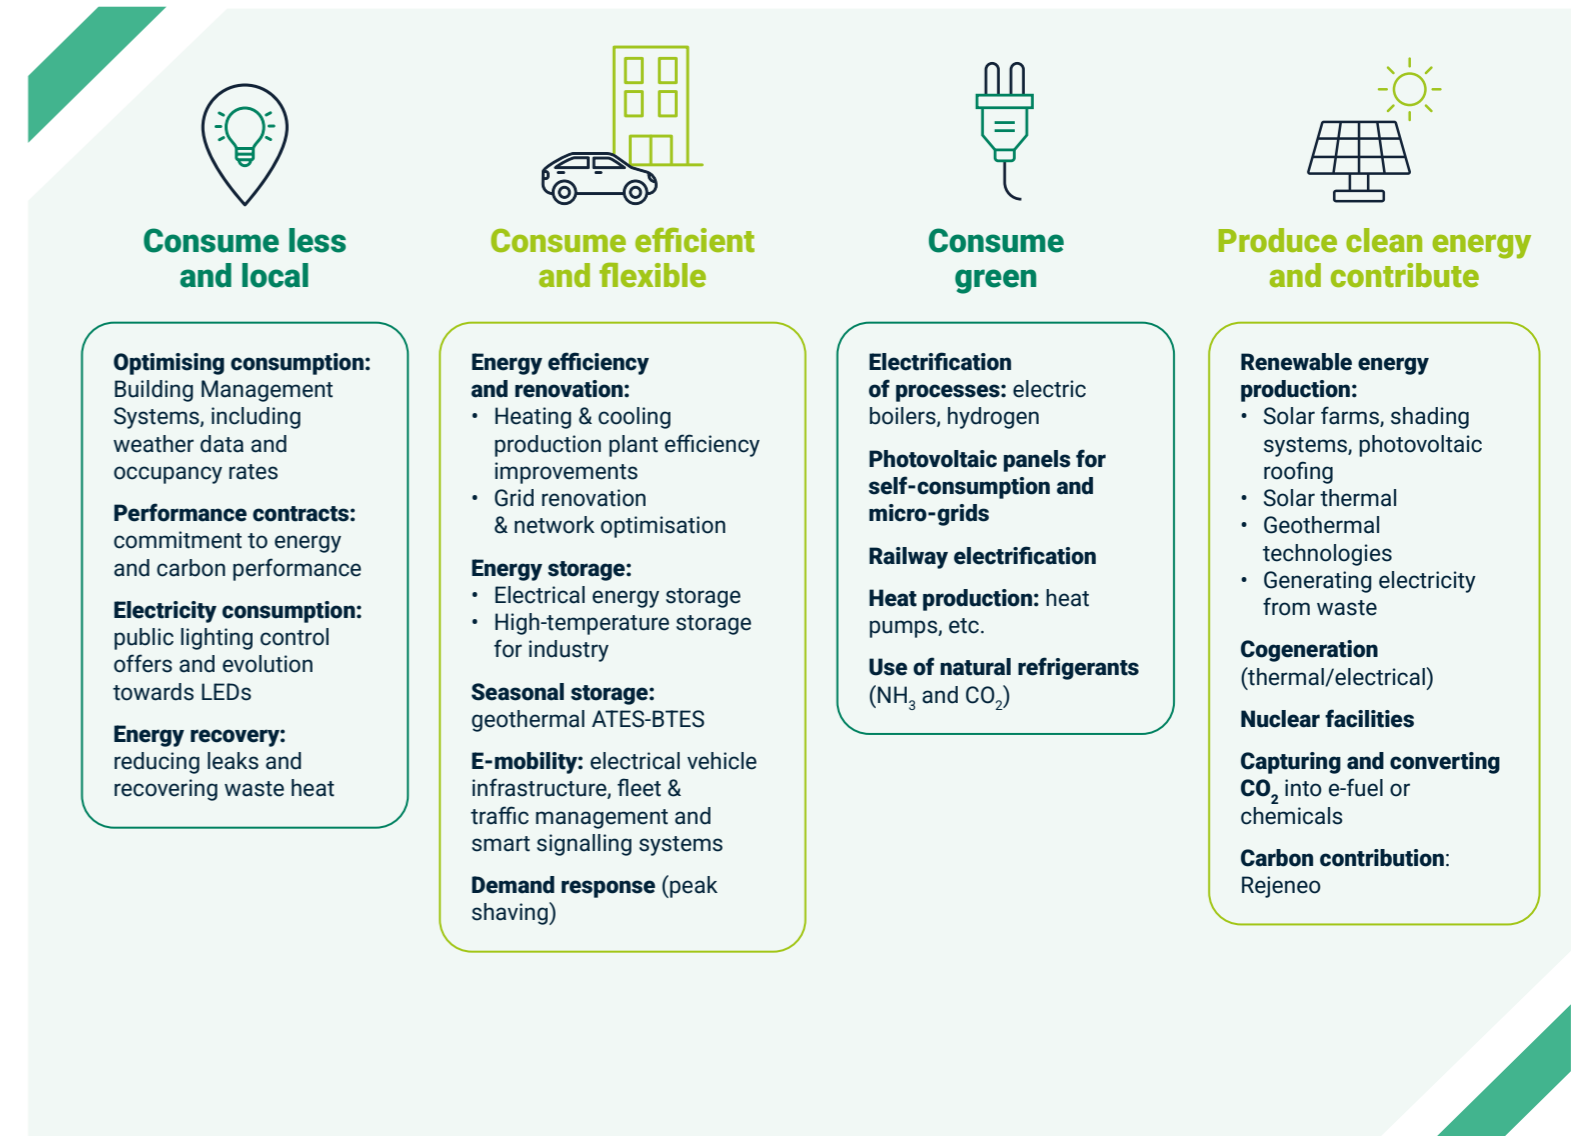 Consume less
and local
Optimising consumption:
Building Management
Systems, including
weather data and
occupancy rates
Performance contracts:
commitment to energy
and carbon performance
Electricity consumption:
public lighting control
offers and evolution
towards LEDs
Energy recovery:
reducing leaks and
recovering waste heat
Consume efficient
and flexible
Energy efficiency
and renovation:
• Heating & cooling
production plant efficiency
improvements
• Grid renovation
& network optimisation
Energy storage:
• Electrical energy storage
• High-temperature storage
for industry
Seasonal storage:
geothermal ATES-BTES
E-mobility: electrical vehicle
infrastructure, fleet &
traffic management and
smart signalling systems
Demand response (peak
shaving)
Consume
green
Electrification
of processes: electric
boilers, hydrogen
Photovoltaic panels for
self-consumption and
micro-grids
Railway electrification
Heat production: heat
pumps, etc.
Use of natural refrigerants
(NH₃ and CO₂)
Produce clean energy
and contribute
Renewable energy
production:
• Solar farms, shading
systems, photovoltaic
roofing
• Solar thermal
• Geothermal
technologies
• Generating electricity
from waste
Cogeneration
(thermal/electrical)
Nuclear facilities
Capturing and converting
CO₂ into e-fuel or
chemicals
Carbon contribution:
Rejeneo